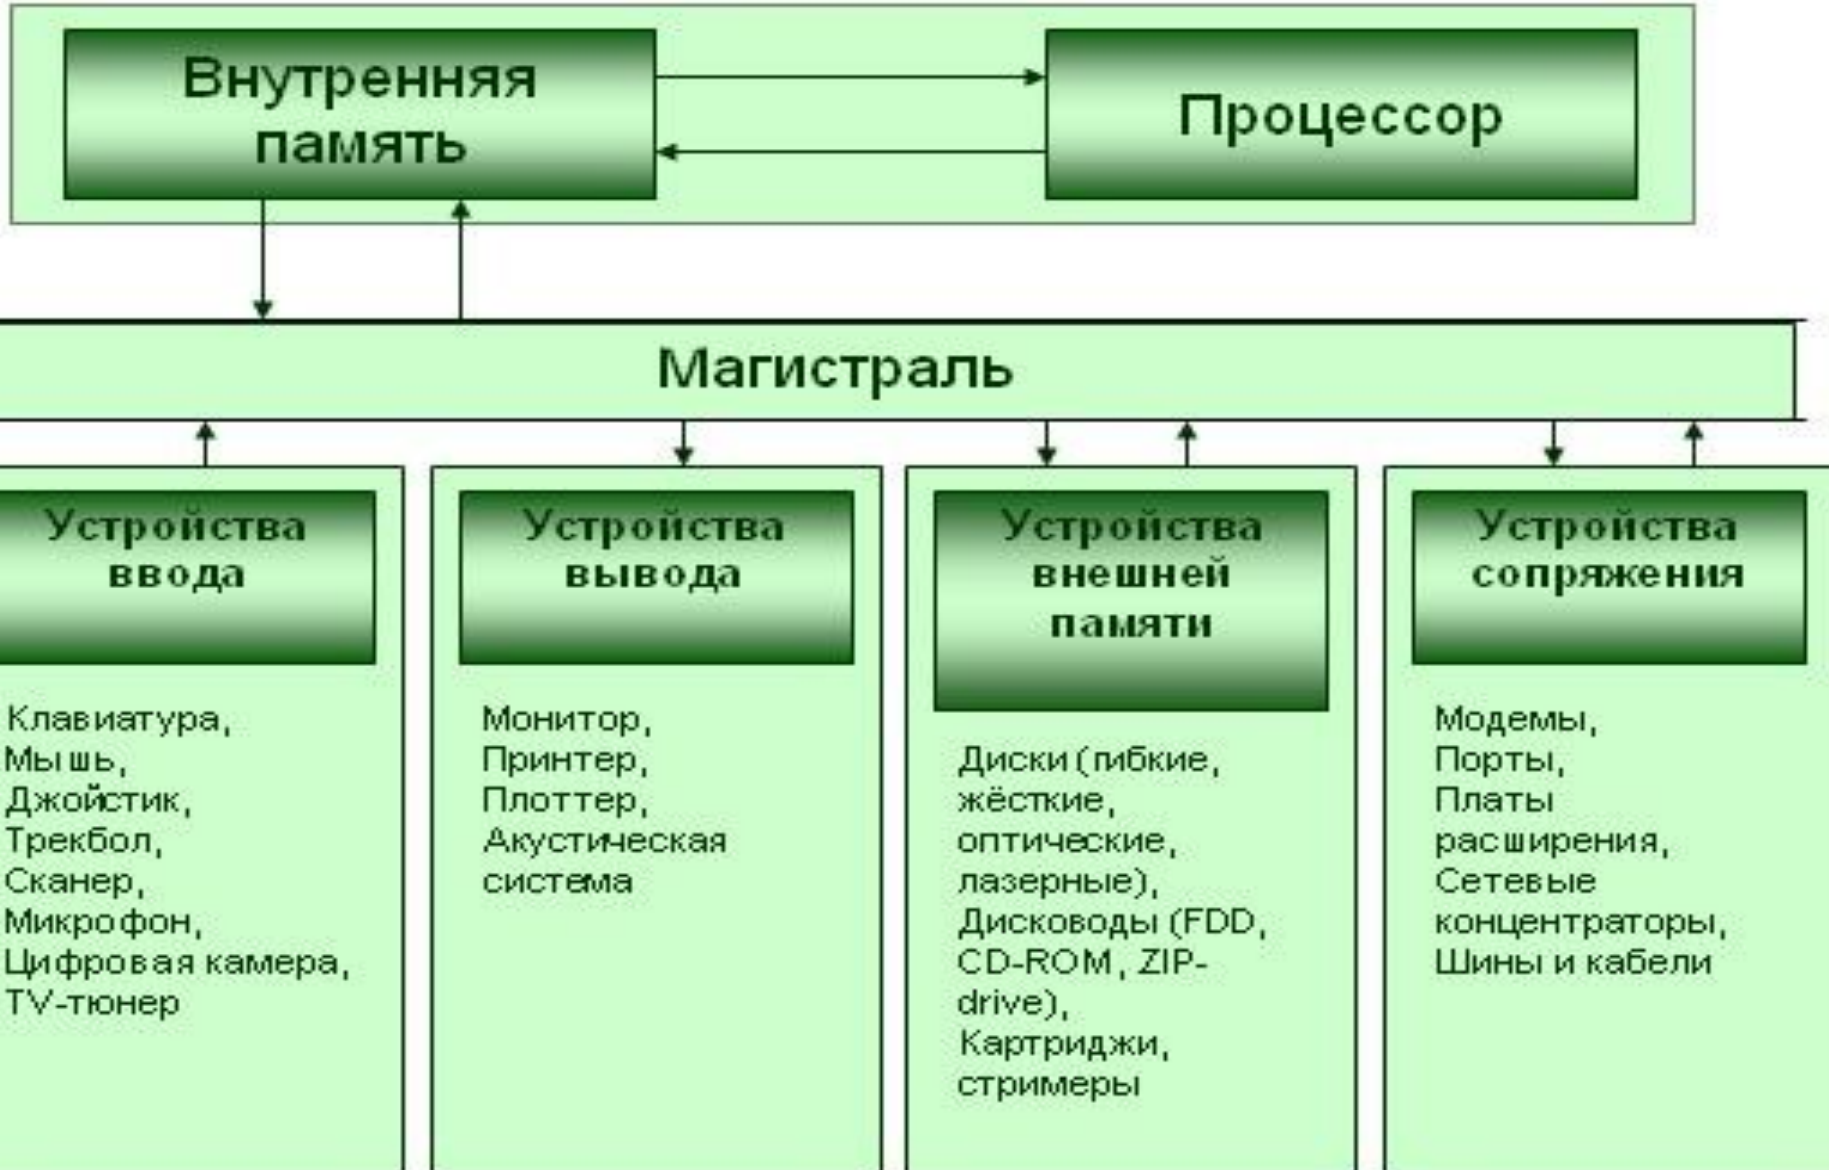 Внутренняя
память
Процессор
Магистраль
Устройства
ввода
Клавиатура,
Мышь,
Джойстик,
Трекбол,
Сканер,
Микрофон,
Цифровая камера,
TV-тюнер
Устройства
вывода
Монитор,
Принтер,
Плоттер,
Акустическая
система
Устройства
внешней
памяти
Диски (гибкие,
жёсткие,
оптические,
лазерные),
Дисководы (FDD,
CD-ROM, ZIP-
drive),
Картриджи,
стримеры
Устройства
сопряжения
Модемы,
Порты,
Платы
расширения,
Сетевые
концентраторы,
Шины и кабели